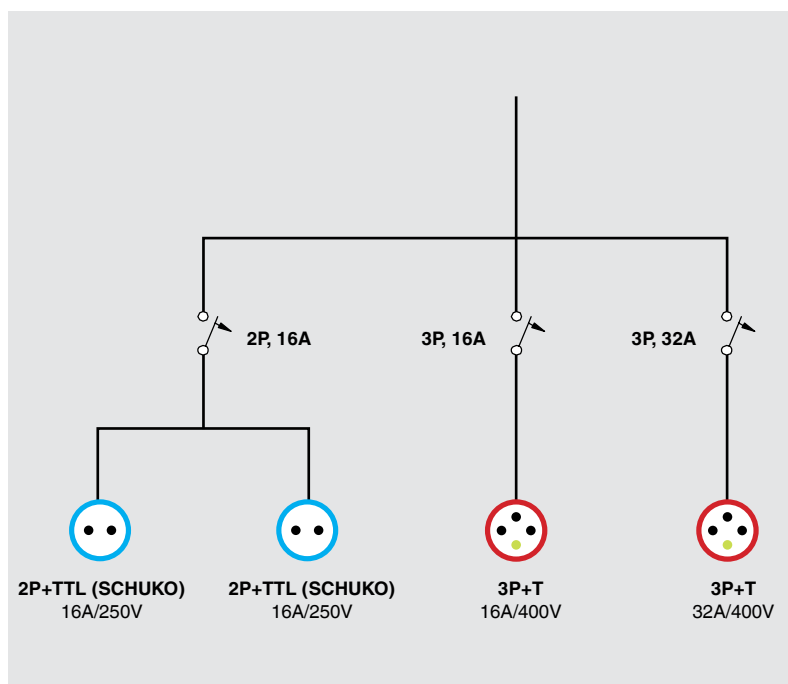 2P, 16A
3P, 16A
3P, 32A
2P+TTL (SCHUKO)
16A/250V
2P+TTL (SCHUKO)
16A/250V
3P+T
16A/400V
3P+T
32A/400V